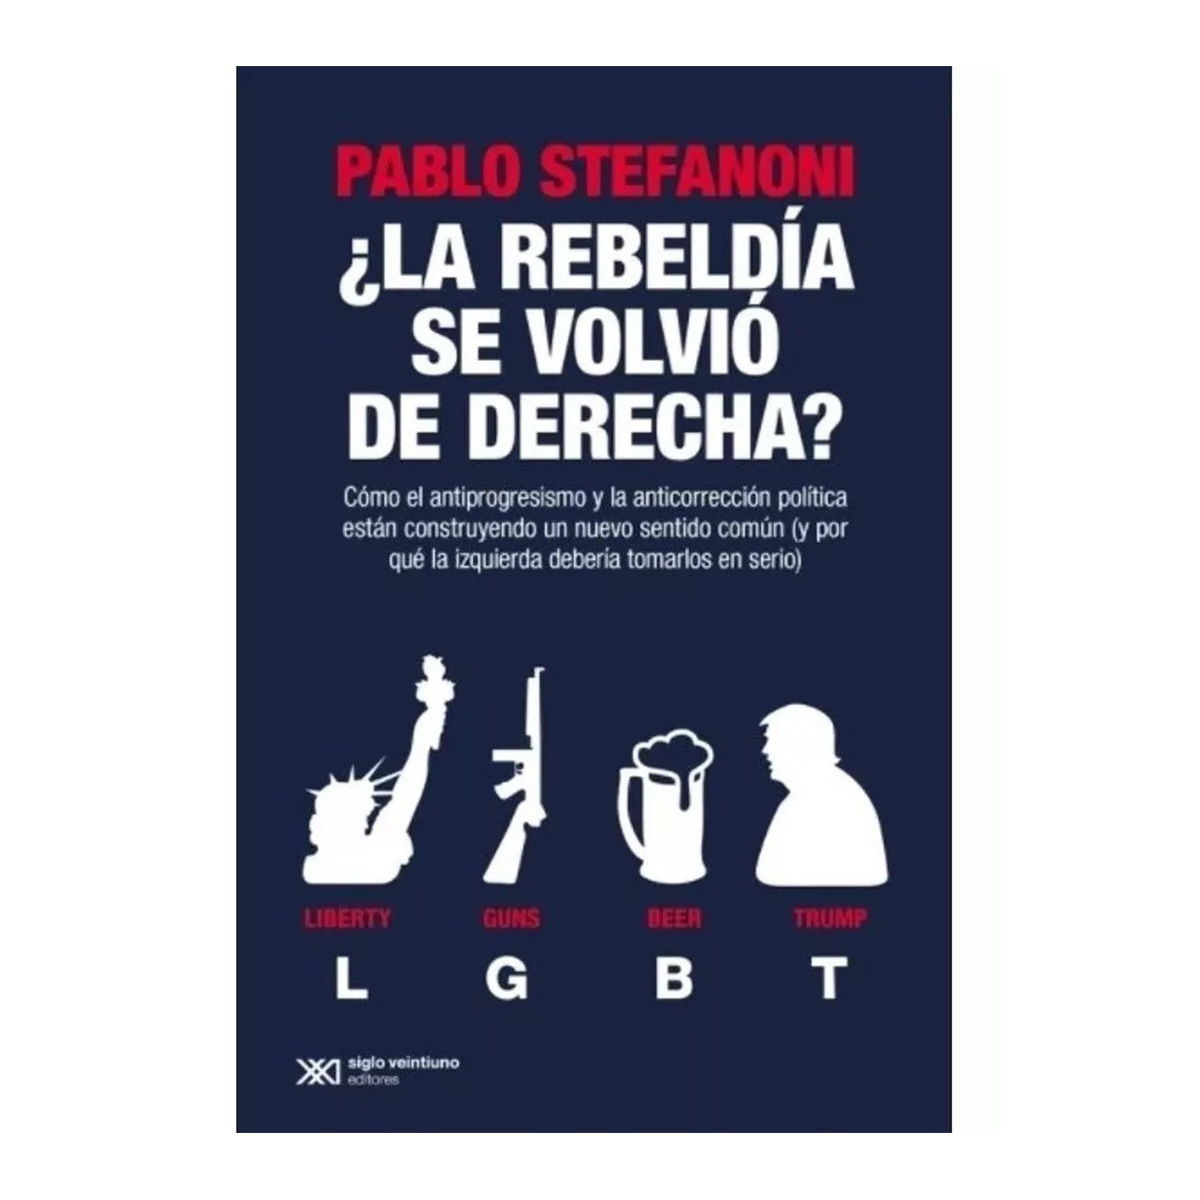 PABLO STEFANONI
¿LA REBELDÍA
SE VOLVIÓ
DE DERECHA?
Cómo el antiprogresismo y la anticorrección política
están construyendo un nuevo sentido común (y por
qué la izquierda debería tomarlos en serio)
LIBERTY GUNS BEER TRUMP
L G B T
siglo veintiuno
editores